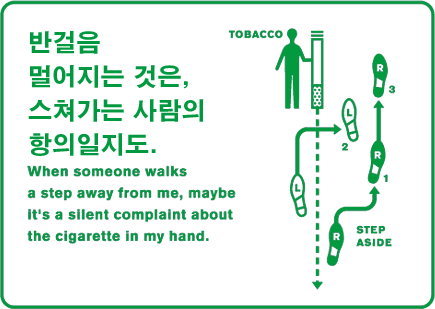 반걸음
멀어지는 것은,
스쳐가는 사람의
항의일지도.
When someone walks
a step away from me, maybe
it's a silent complaint about
the cigarette in my hand.
TOBACCO
R
3
L
2
R
1
L
R
STEP
ASIDE